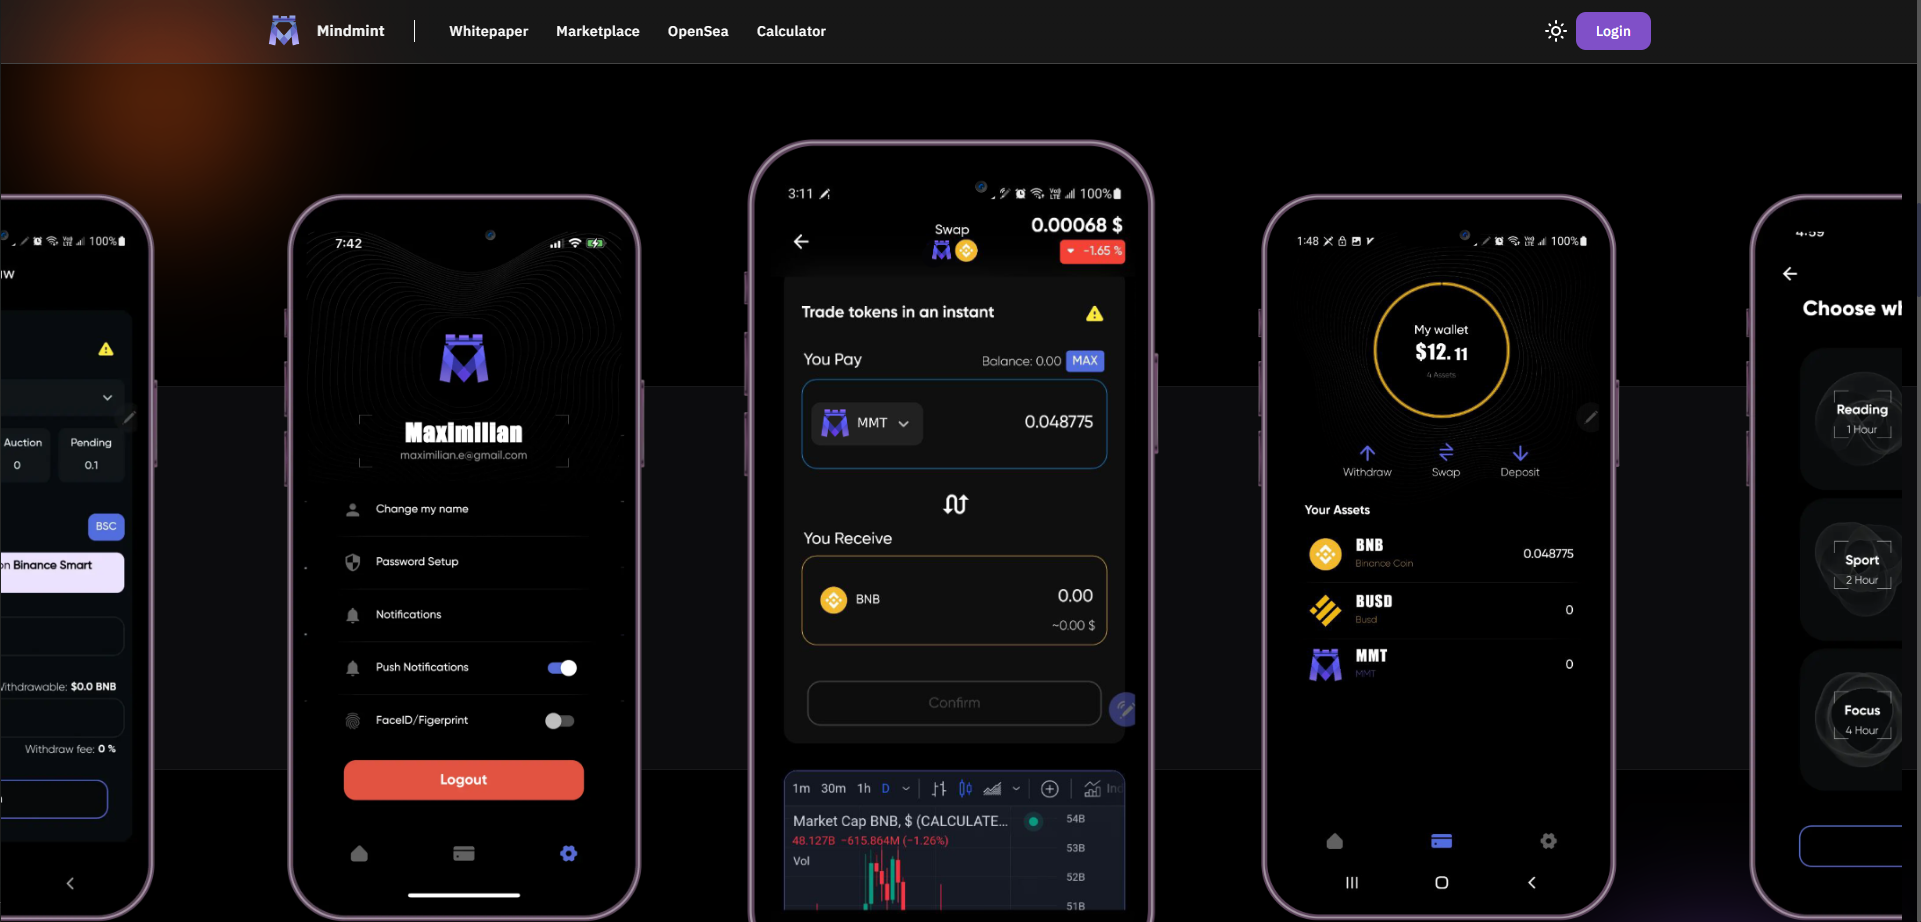 Mindmint
Whitepaper
Marketplace
OpenSea
Calculator
Login
100%
Auction
0
Pending
0.1
BSC
on Binance Smart
Withdrawable: $0.0 BNB
Withdraw fee: 0 %
7:42
Maximilian
maximilian.e@gmail.com
Change my name
Password Setup
Notifications
Push Notifications
FaceID/Figerprint
Logout
3:11
100%
Swap
0.00068 $
-1.65 %
Trade tokens in an instant
You Pay
Balance: 0.00 MAX
MMT
0.048775
You Receive
BNB
0.00
~0.00 $
Confirm
1m 30m 1h D
Market Cap BNB, $ (CALCULATE...
48.127B -615.864M (-1.26%)
Vol
54B
53B
52B
51B
1:48
100%
My wallet
$12.11
4 Assets
Withdraw
Swap
Deposit
Your Assets
BNB
Binance Coin
0.048775
BUSD
Busd
0
MMT
MMT
0
4:59
Choose
Reading
1 Hour
Sport
2 Hour
Focus
4 Hour